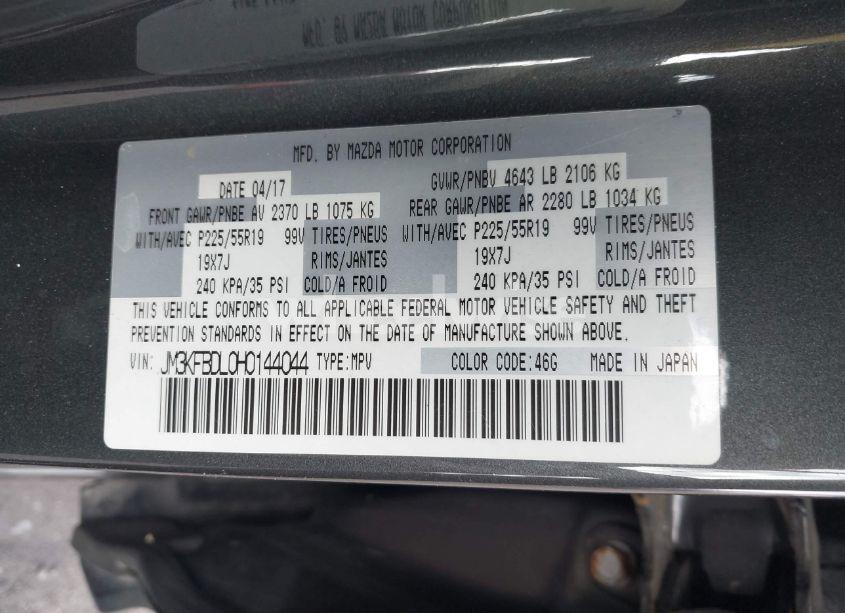 MFD. BY MAZDA MOTOR CORPORATION
DATE 04/17 GVWR/PNBV 4643 LB 2106 KG
FRONT GAWR/PNBE AV 2370 LB 1075 KG REAR GAWR/PNBE AR 2280 LB 1034 KG
WITH/AVEC P225/55R19 99V TIRES/PNEUS WITH/AVEC P225/55R19 99V TIRES/PNEUS
19X7J RIMS/JANTES 19X7J RIMS/JANTES
240 KPA/35 PSI COLD/A FROID 240 KPA/35 PSI COLD/A FROID
THIS VEHICLE CONFORMS TO ALL APPLICABLE FEDERAL MOTOR VEHICLE SAFETY AND THEFT
PREVENTION STANDARDS IN EFFECT ON THE DATE OF MANUFACTURE SHOWN ABOVE.
VIN: JM3KFBDL0H0144044 TYPE:MPV COLOR CODE:46G MADE IN JAPAN